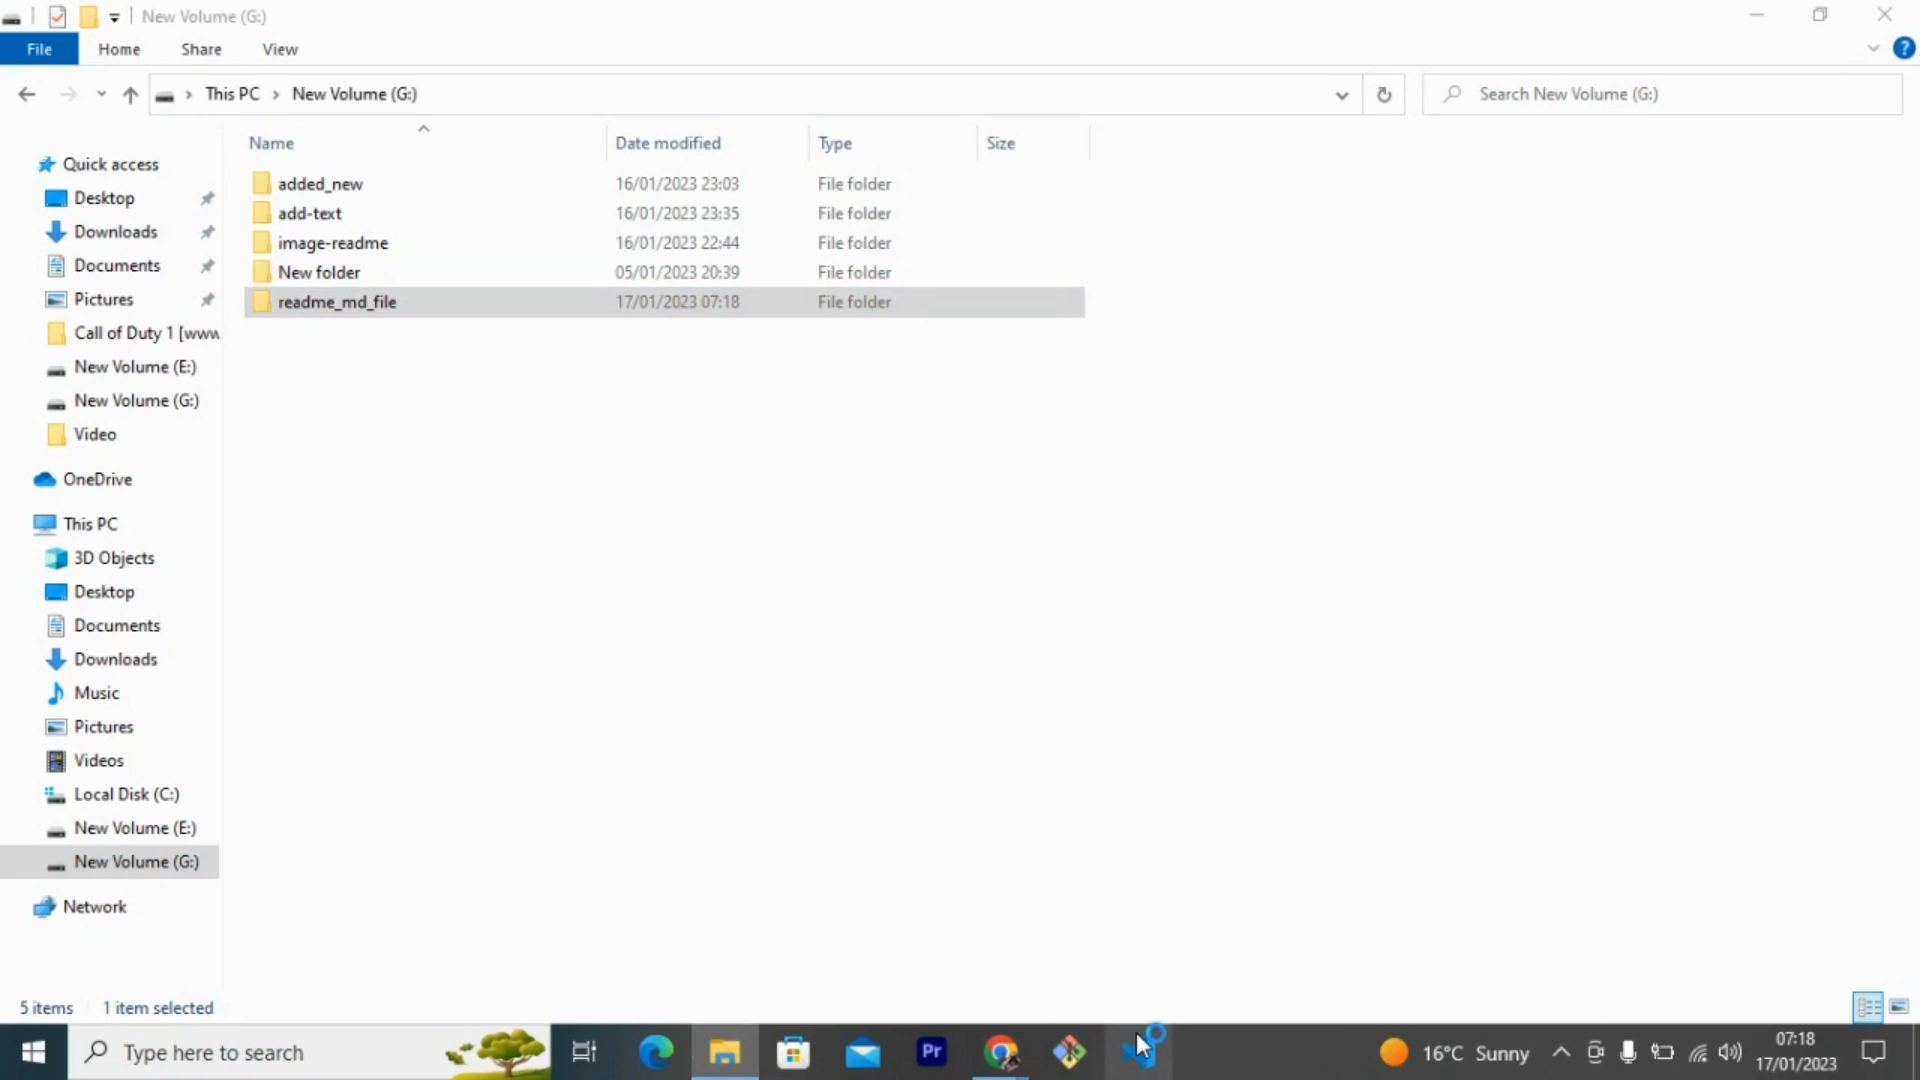 New Volume (G:)
File Home Share View
This PC New Volume (G:)
Search New Volume (G:)
Name Date modified Type Size
added_new 16/01/2023 23:03 File folder
add-text 16/01/2023 23:35 File folder
image-readme 16/01/2023 22:44 File folder
New folder 05/01/2023 20:39 File folder
readme_md_file 17/01/2023 07:18 File folder
Quick access
Desktop
Downloads
Documents
Pictures
Call of Duty 1 [www
New Volume (E:)
New Volume (G:)
Video
OneDrive
This PC
3D Objects
Desktop
Documents
Downloads
Music
Pictures
Videos
Local Disk (C:)
New Volume (E:)
New Volume (G:)
Network
5 items 1 item selected
Type here to search
Pr
16°C Sunny
07:18
17/01/2023